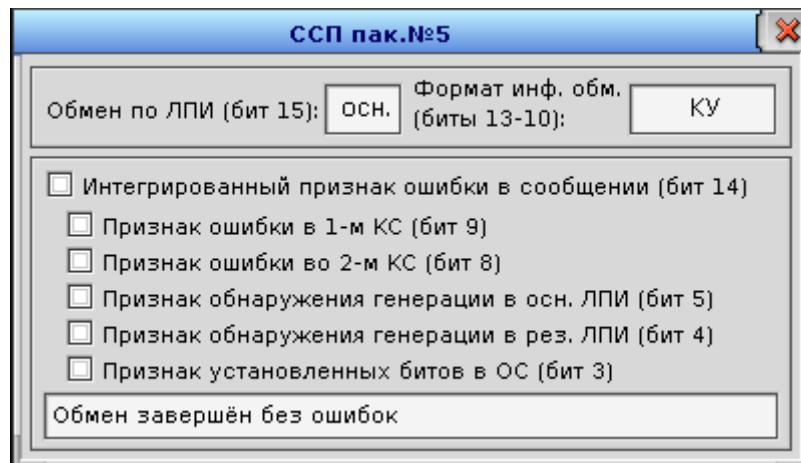 ССП пак.№5
Обмен по ЛПИ (бит 15): осн. Формат инф. обм. (биты 13-10): КУ
Интегрированный признак ошибки в сообщении (бит 14)
Признак ошибки в 1-м КС (бит 9)
Признак ошибки во 2-м КС (бит 8)
Признак обнаружения генерации в осн. ЛПИ (бит 5)
Признак обнаружения генерации в рез. ЛПИ (бит 4)
Признак установленных битов в ОС (бит 3)
Обмен завершён без ошибок